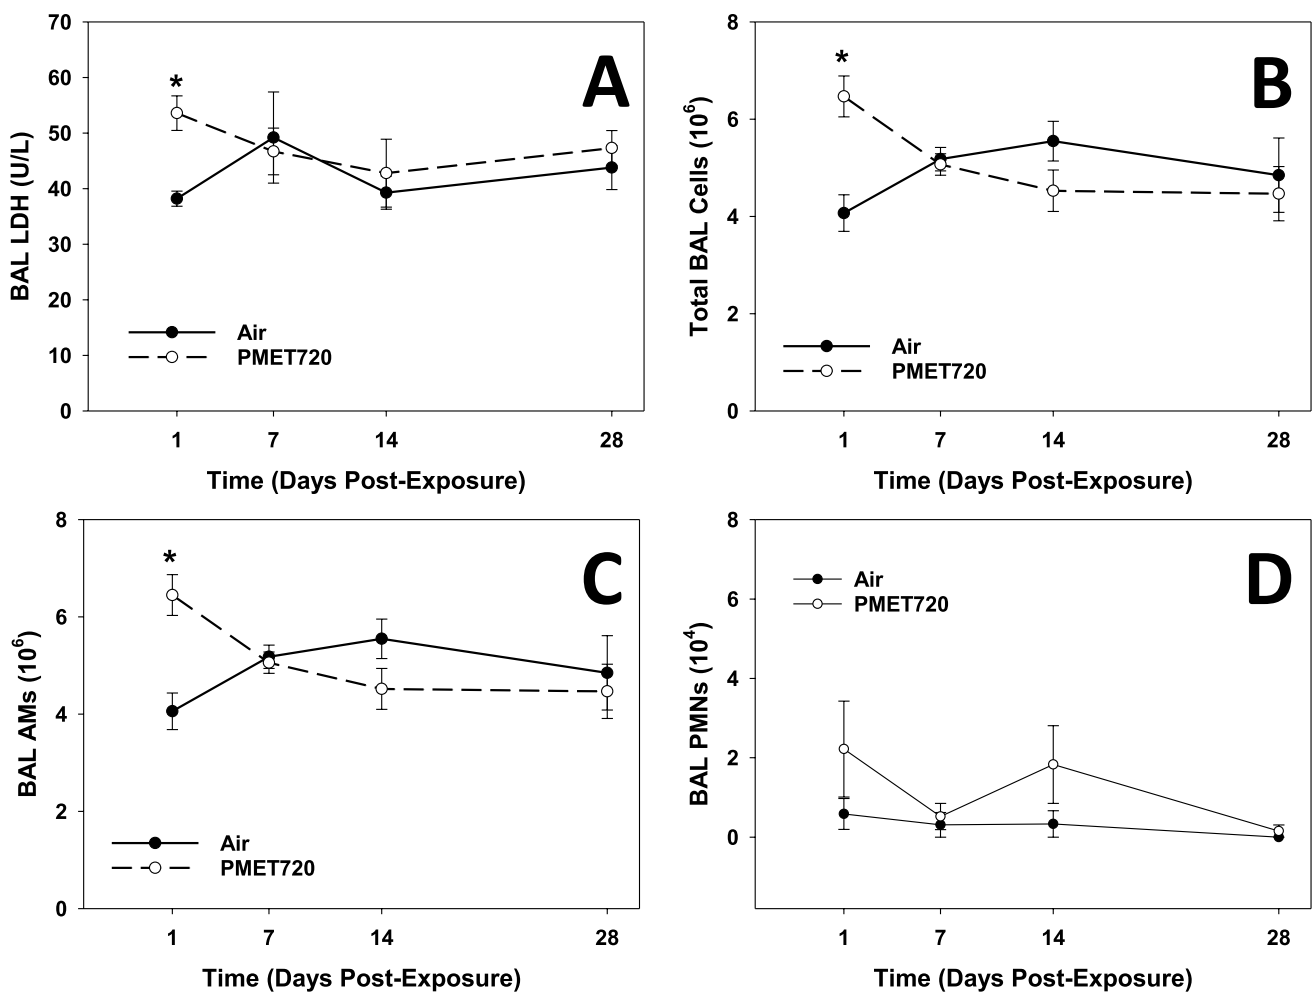 A
BAL LDH (U/L)
70
60
50
40
30
20
10
0
*
Air
PMET720
1 7 14 28
Time (Days Post-Exposure)
B
Total BAL Cells (10⁶)
8
6
4
2
0
*
Air
PMET720
1 7 14 28
Time (Days Post-Exposure)
C
BAL AMs (10⁶)
8
6
4
2
0
*
Air
PMET720
1 7 14 28
Time (Days Post-Exposure)
D
BAL PMNs (10⁴)
8
6
4
2
0
Air
PMET720
1 7 14 28
Time (Days Post-Exposure)